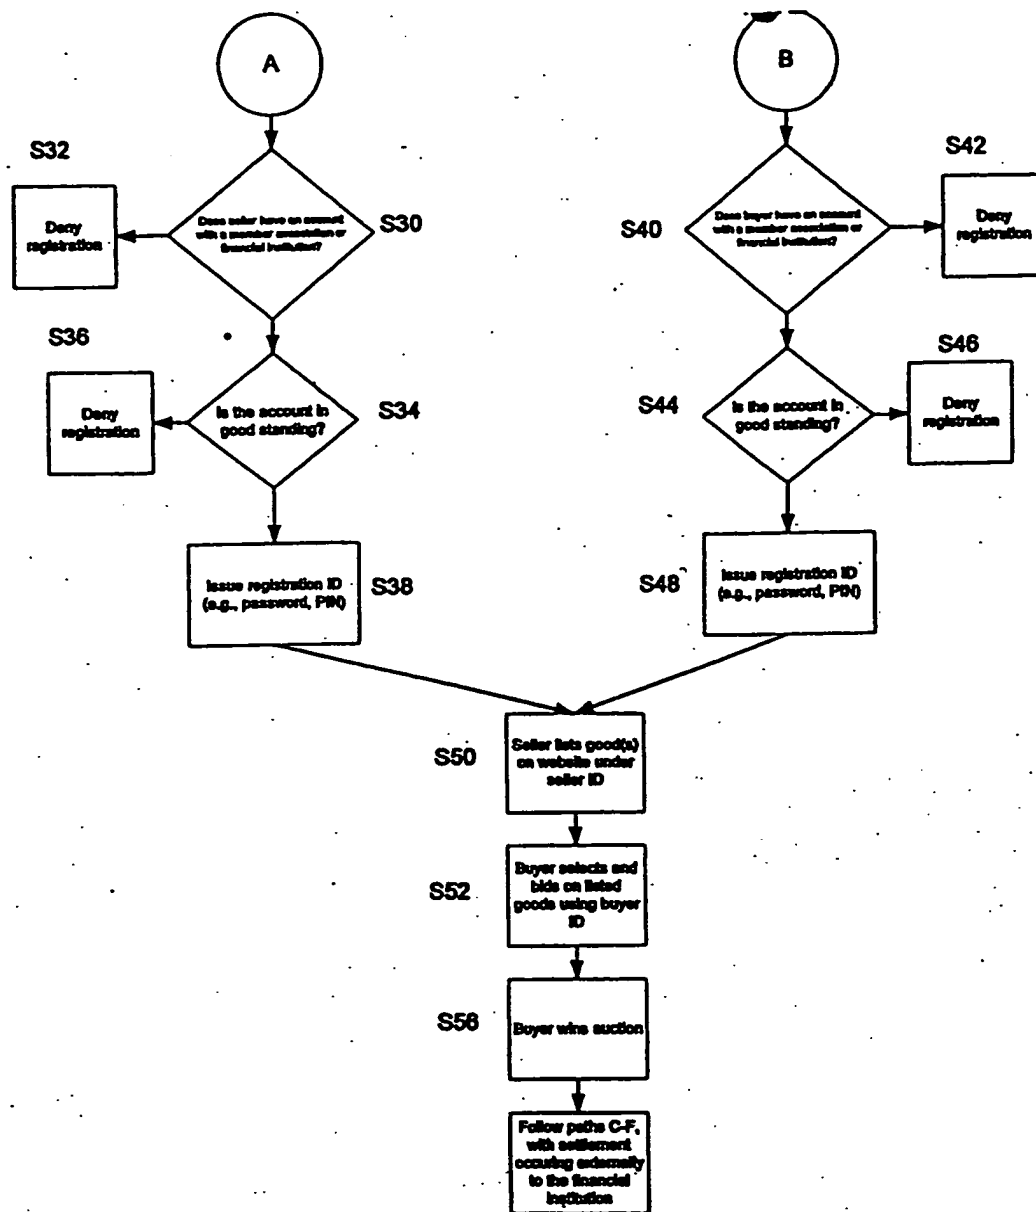 A
B
S32
S42
Deny
registration
Does seller have an account
with a member association or
financial institution?
S30
S40
Does buyer have an account
with a member association or
financial institution?
Deny
registration
S36
S46
Deny
registration
Is the account in
good standing?
S34
S44
Is the account in
good standing?
Deny
registration
Issue registration ID
(e.g., password, PIN)
S38
S48
Issue registration ID
(e.g., password, PIN)
S50
Seller lists good(s)
on website under
seller ID
S52
Buyer selects and
bids on listed
goods using buyer
ID
S56
Buyer wins auction
Follow paths C-F,
with settlement
occuring externally
to the financial
institution